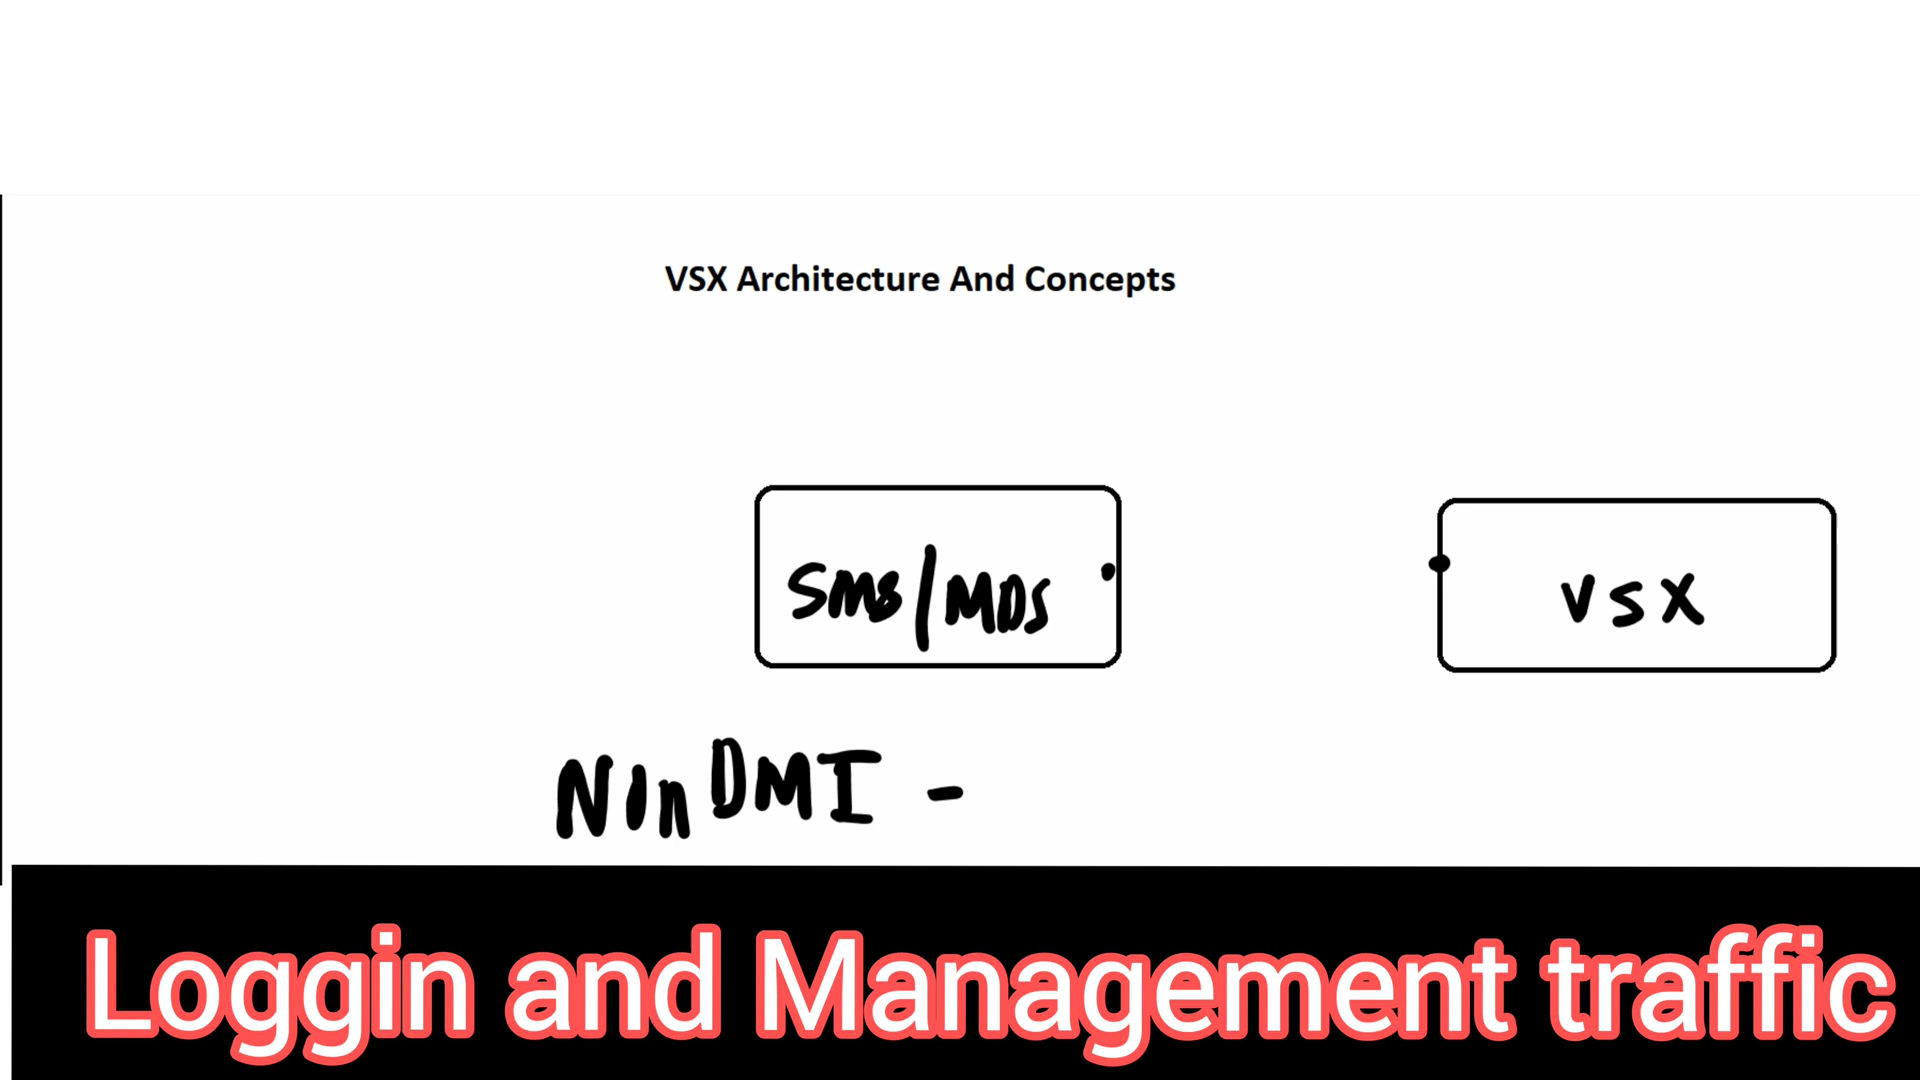 VSX Architecture And Concepts
SMS/MDS
VSX
Non DMI -
Loggin and Management traffic